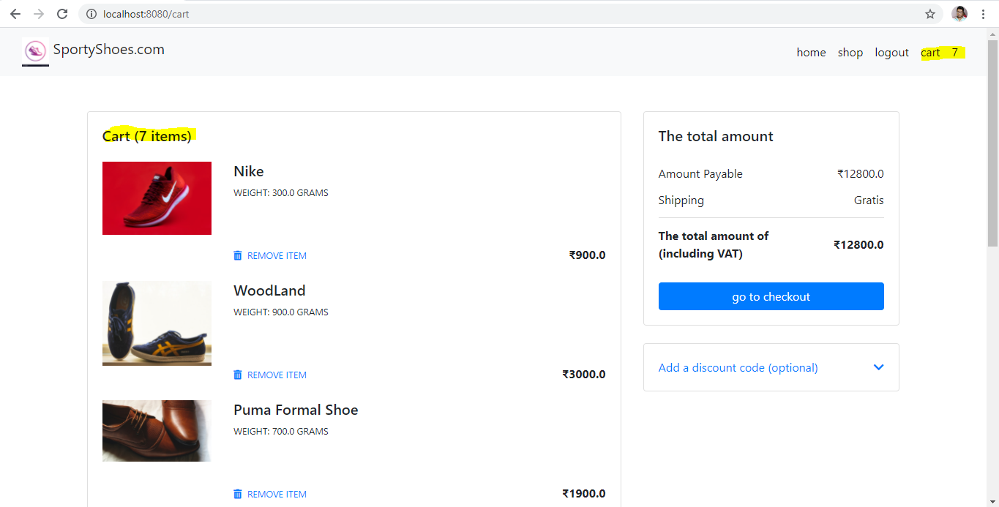 localhost:8080/cart
SportyShoes.com
home shop logout cart 7
Cart (7 items)
Nike
WEIGHT: 300.0 GRAMS
REMOVE ITEM ₹900.0
WoodLand
WEIGHT: 900.0 GRAMS
REMOVE ITEM ₹3000.0
Puma Formal Shoe
WEIGHT: 700.0 GRAMS
REMOVE ITEM ₹1900.0
The total amount
Amount Payable ₹12800.0
Shipping Gratis
The total amount of
(including VAT) ₹12800.0
go to checkout
Add a discount code (optional)